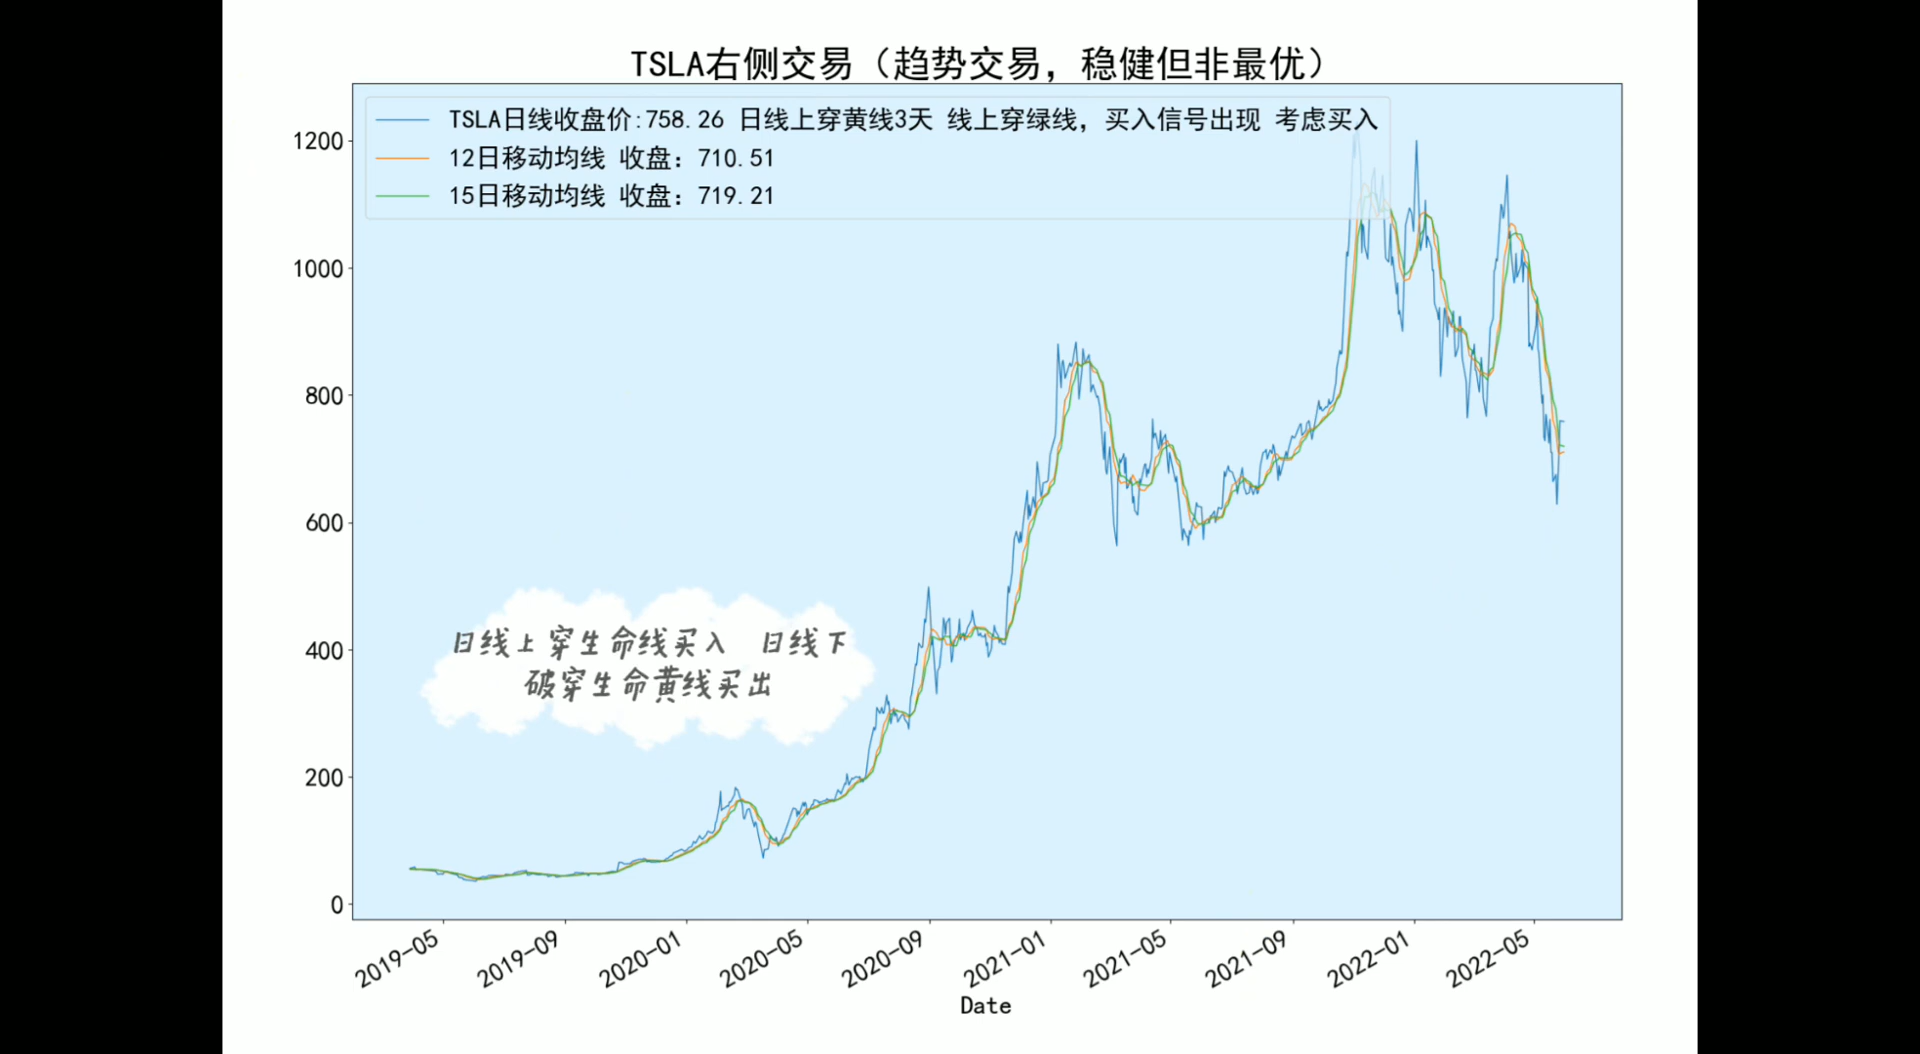 TSLA右侧交易（趋势交易，稳健但非最优）
TSLA日线收盘价:758.26 日线上穿黄线3天 线上穿绿线，买入信号出现 考虑买入
12日移动均线 收盘：710.51
15日移动均线 收盘：719.21
1200
1000
800
600
400
200
0
日线上穿生命线买入 日线下
破穿生命黄线买出
2019-05
2019-09
2020-01
2020-05
2020-09
2021-01
2021-05
2021-09
2022-01
2022-05
Date